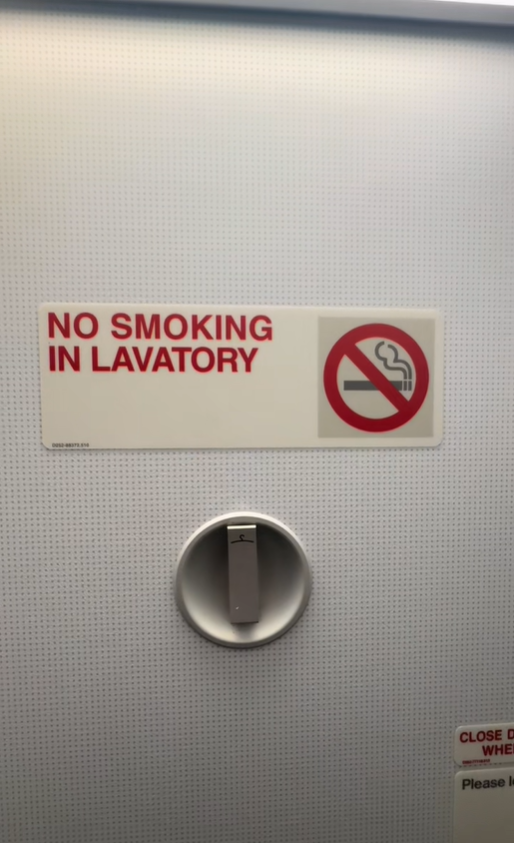 NO SMOKING
IN LAVATORY
CLOSE D
WHE
Please l